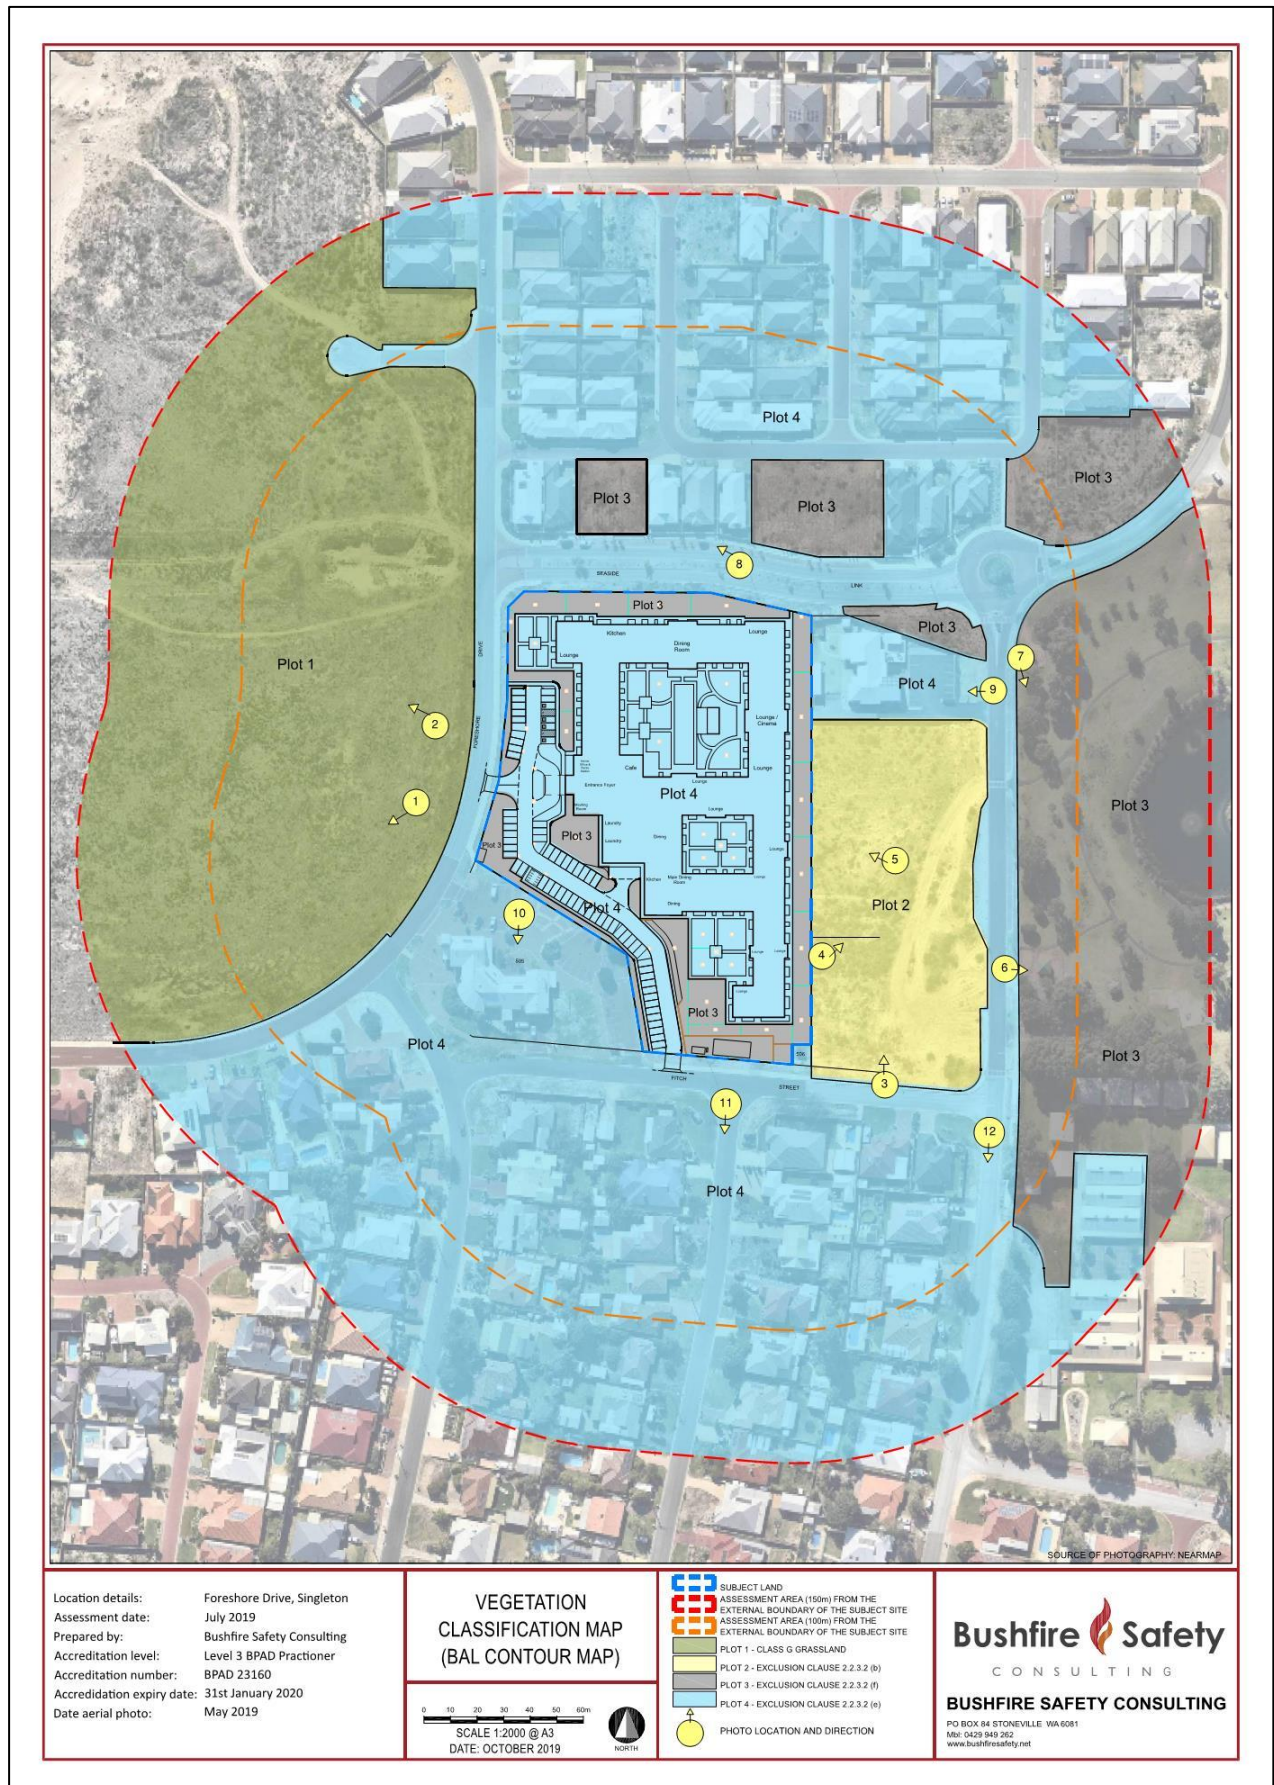 Plot 4
Plot 3
Plot 3
Plot 3
8
SEASIDE
LINK
Plot 3
Kitchen
Lounge
Dining
Room
Lounge
Plot 3
7
Plot 1
DRIVE
Plot 4
9
2
FORESHORE
Lounge /
Cinema
Cafe
Lounge
Lounge
Entrance Foyer
Plot 4
1
Plot 3
Lounge
Laundry
Plot 3
Laundry
Dining
Plot 3
Lounge
5
Kitchen
Main Dining
Room
Lounge
Plot 2
10
Plot 4
Dining
4
Lounge
Lounge
6
Lounge
Plot 3
Plot 4
Plot 3
3
FITCH
STREET
11
12
Plot 4
SOURCE OF PHOTOGRAPHY: NEARMAP
Location details: Foreshore Drive, Singleton
Assessment date: July 2019
Prepared by: Bushfire Safety Consulting
Accreditation level: Level 3 BPAD Practioner
Accreditation number: BPAD 23160
Accredidation expiry date: 31st January 2020
Date aerial photo: May 2019
VEGETATION
CLASSIFICATION MAP
(BAL CONTOUR MAP)
0 10 20 30 40 50 60m
SCALE 1:2000 @ A3
DATE: OCTOBER 2019
NORTH
SUBJECT LAND
ASSESSMENT AREA (150m) FROM THE
EXTERNAL BOUNDARY OF THE SUBJECT SITE
ASSESSMENT AREA (100m) FROM THE
EXTERNAL BOUNDARY OF THE SUBJECT SITE
PLOT 1 - CLASS G GRASSLAND
PLOT 2 - EXCLUSION CLAUSE 2.2.3.2 (b)
PLOT 3 - EXCLUSION CLAUSE 2.2.3.2 (f)
PLOT 4 - EXCLUSION CLAUSE 2.2.3.2 (e)
PHOTO LOCATION AND DIRECTION
Bushfire Safety
CONSULTING
BUSHFIRE SAFETY CONSULTING
PO BOX 84 STONEVILLE WA 6081
Mbl: 0429 949 262
www.bushfiresafety.net